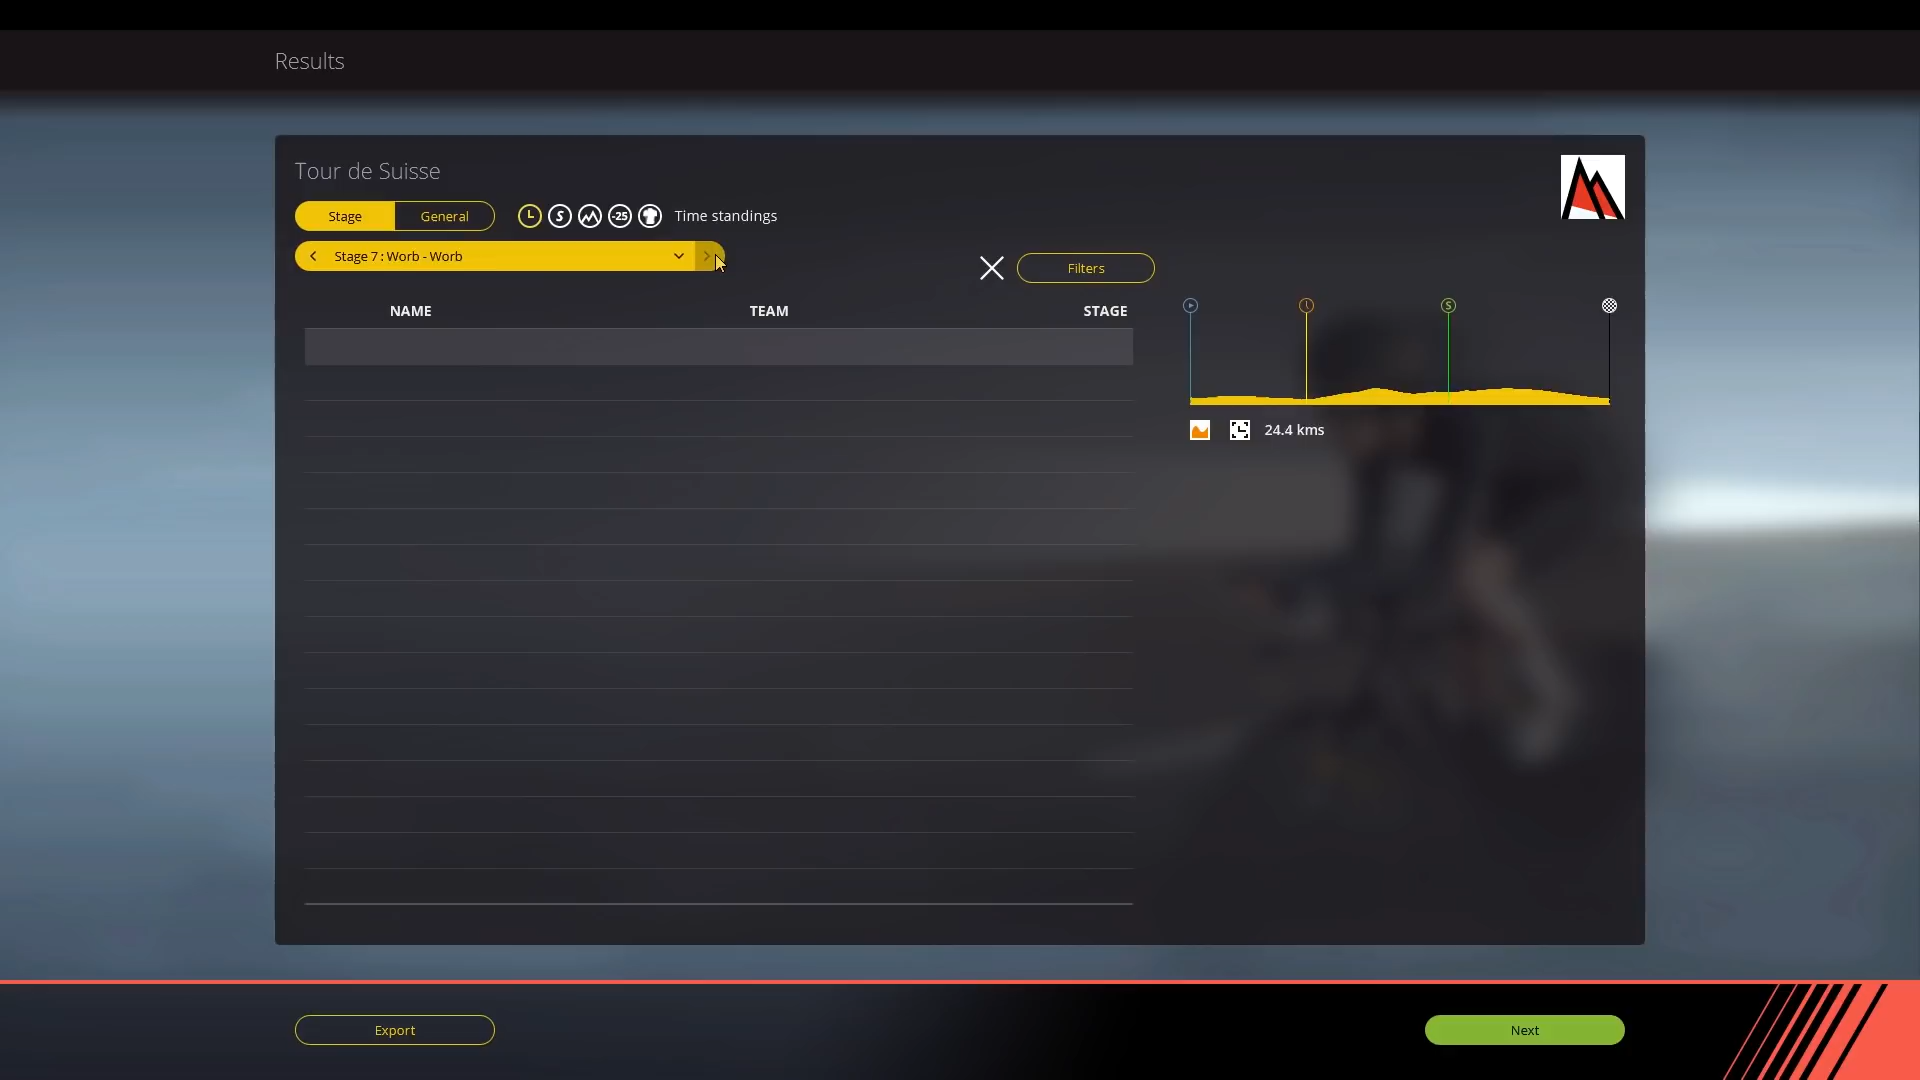 Results
Tour de Suisse
Stage
General
S
-25
Time standings
Stage 7 : Worb - Worb
Filters
NAME
TEAM
STAGE
S
24.4 kms
Export
Next